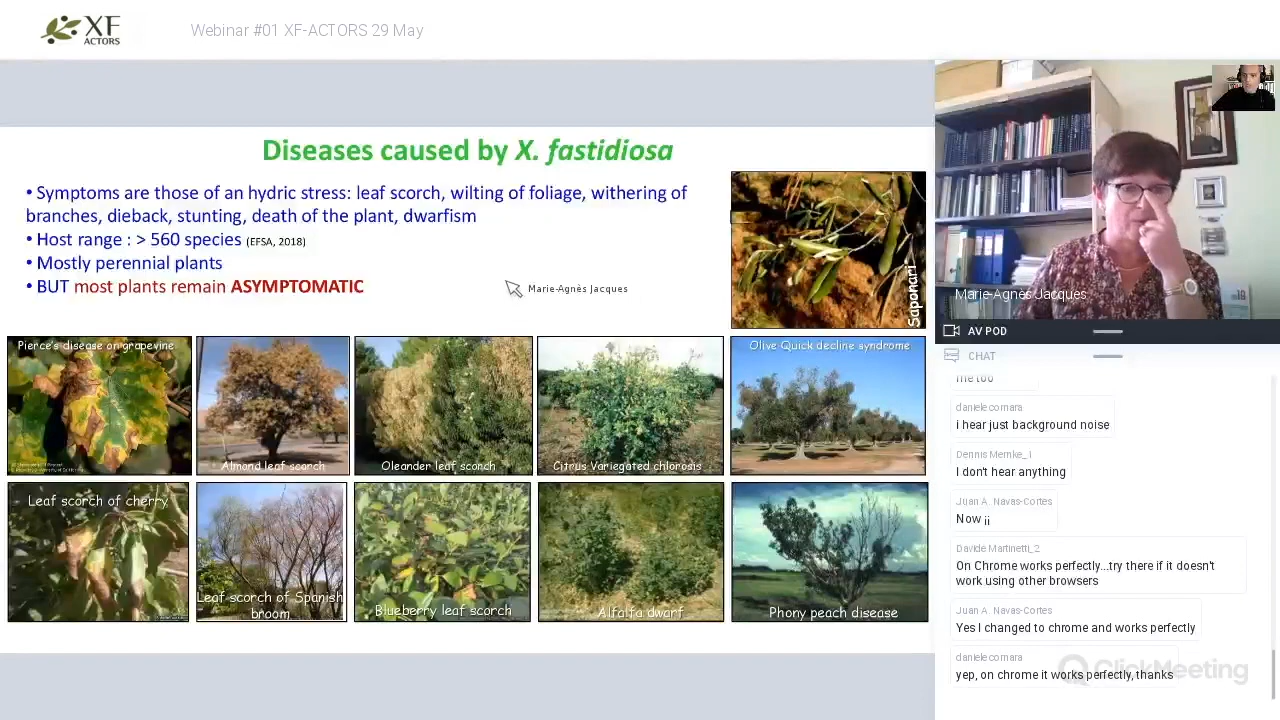 XF
ACTORS
Webinar #01 XF-ACTORS 29 May
Diseases caused by X. fastidiosa
• Symptoms are those of an hydric stress: leaf scorch, wilting of foliage, withering of
branches, dieback, stunting, death of the plant, dwarfism
• Host range : > 560 species (EFSA, 2018)
• Mostly perennial plants
• BUT most plants remain ASYMPTOMATIC
Marie-Agnès Jacques
Saponari
Pierce's disease on grapevine
Almond leaf scorch
Oleander leaf scorch
Citrus Variegated chlorosis
Olive Quick decline syndrome
Leaf scorch of cherry
Leaf scorch of Spanish
broom
Blueberry leaf scorch
Alfalfa dwarf
Phony peach disease
Marie-Agnès Jacques
AV POD
CHAT
me too
daniele cornara
i hear just background noise
Dennis Memke_1
I don't hear anything
Juan A. Navas-Cortes
Now ¡¡
Davide Martinetti_2
On Chrome works perfectly...try there if it doesn't
work using other browsers
Juan A. Navas-Cortes
Yes I changed to chrome and works perfectly
daniele cornara
yep, on chrome it works perfectly, thanks
ClickMeeting